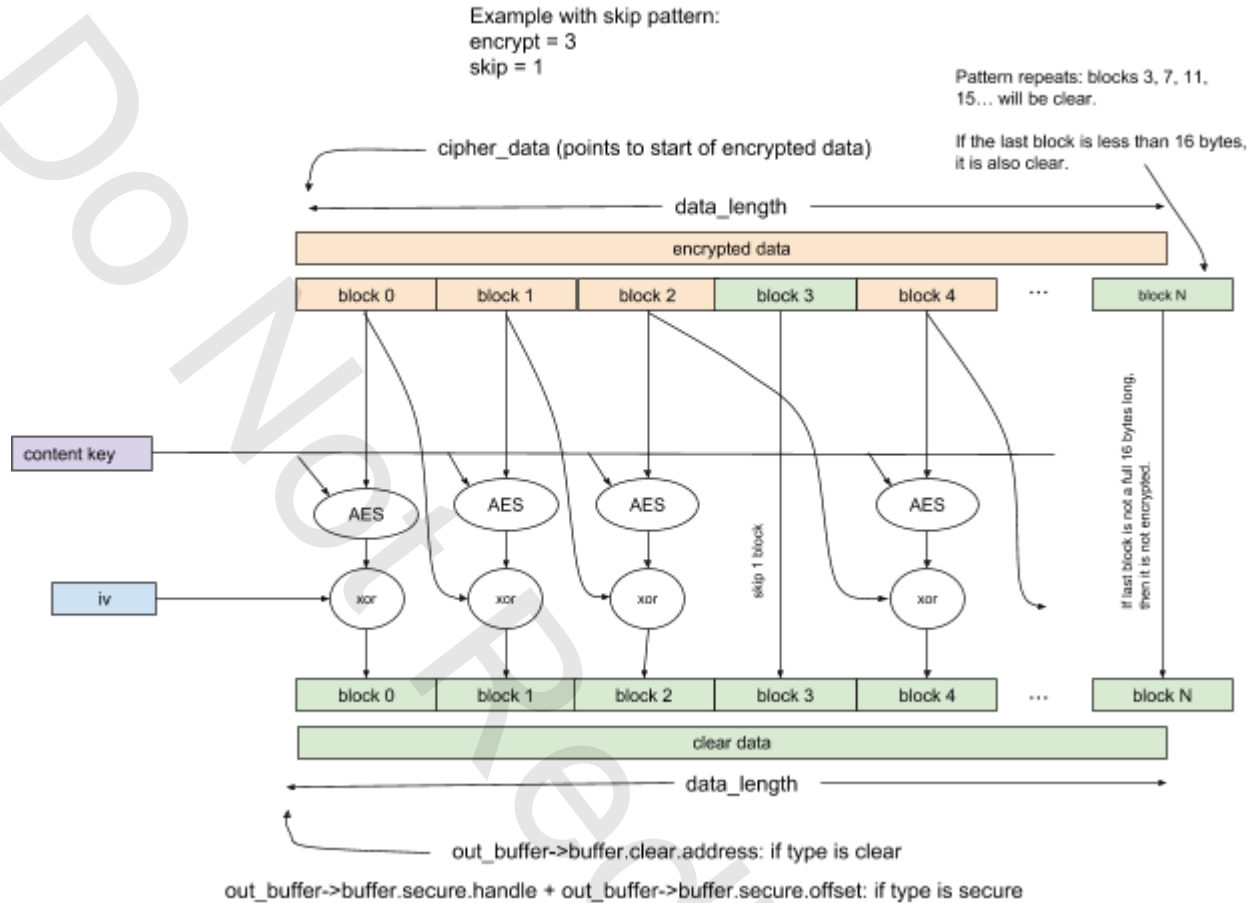 Example with skip pattern:
encrypt = 3
skip = 1
Pattern repeats: blocks 3, 7, 11,
15… will be clear.
If the last block is less than 16 bytes,
it is also clear.
cipher_data (points to start of encrypted data)
data_length
encrypted data
block 0
block 1
block 2
block 3
block 4
...
block N
content key
AES
AES
AES
AES
skip 1 block
If last block is not a full 16 bytes long,
then it is not encrypted.
iv
xor
xor
xor
xor
block 0
block 1
block 2
block 3
block 4
...
block N
clear data
data_length
out_buffer->buffer.clear.address: if type is clear
out_buffer->buffer.secure.handle + out_buffer->buffer.secure.offset: if type is secure
Do Not Red